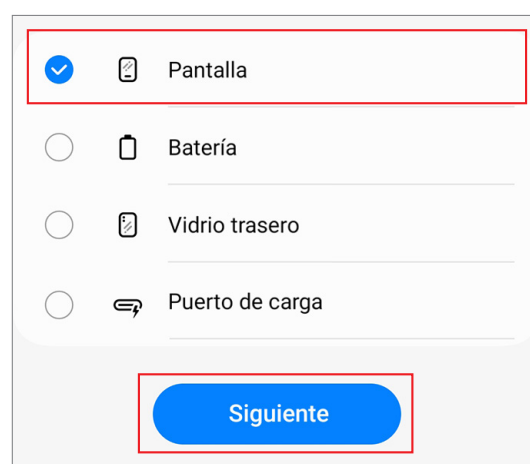 Pantalla
Batería
Vidrio trasero
Puerto de carga
Siguiente